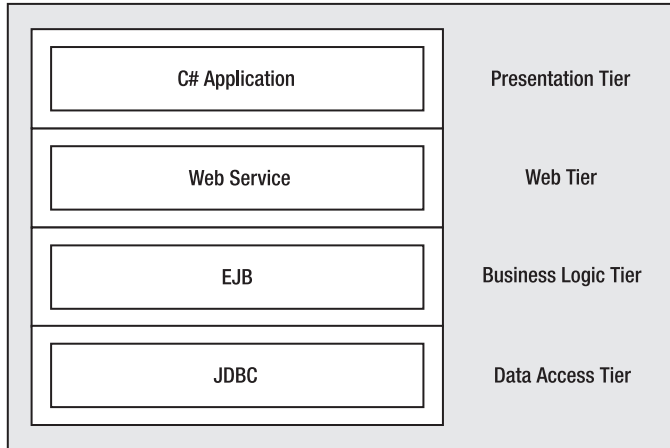 C# Application
Presentation Tier
Web Service
Web Tier
EJB
Business Logic Tier
JDBC
Data Access Tier